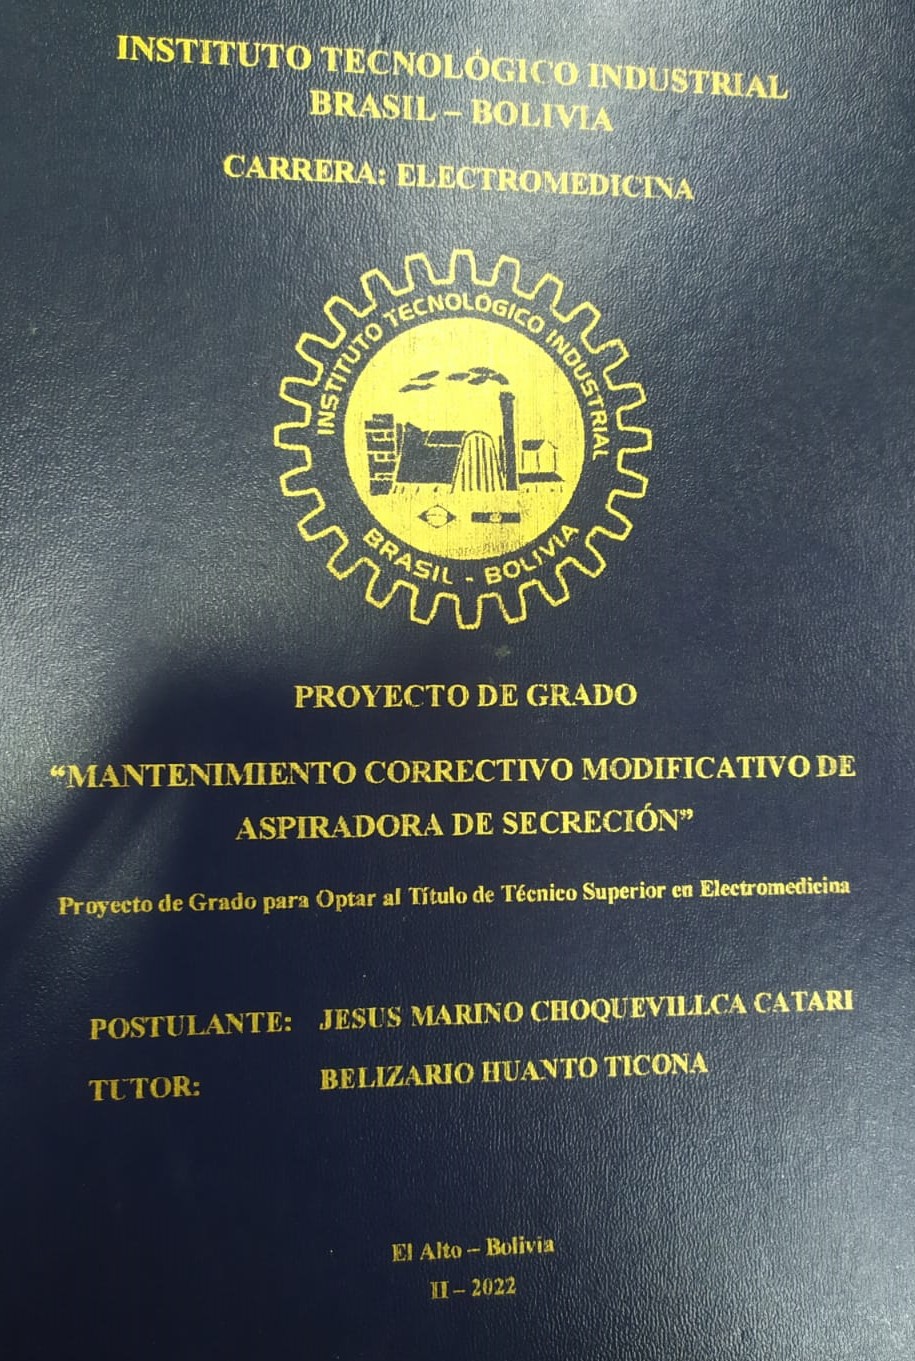 INSTITUTO TECNOLÓGICO INDUSTRIAL
BRASIL – BOLIVIA
CARRERA: ELECTROMEDICINA
INSTITUTO TECNOLÓGICO INDUSTRIAL
BRASIL - BOLIVIA
PROYECTO DE GRADO
“MANTENIMIENTO CORRECTIVO MODIFICATIVO DE
ASPIRADORA DE SECRECIÓN”
Proyecto de Grado para Optar al Título de Técnico Superior en Electromedicina
POSTULANTE: JESUS MARINO CHOQUEVILLCA CATARI
TUTOR: BELIZARIO HUANTO TICONA
El Alto – Bolivia
II – 2022